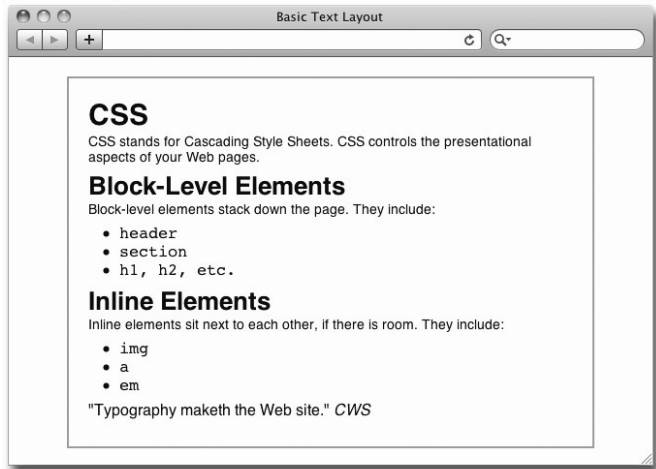 Basic Text Layout
CSS
CSS stands for Cascading Style Sheets. CSS controls the presentational
aspects of your Web pages.
Block-Level Elements
Block-level elements stack down the page. They include:
• header
• section
• h1, h2, etc.
Inline Elements
Inline elements sit next to each other, if there is room. They include:
• img
• a
• em
"Typography maketh the Web site." CWS